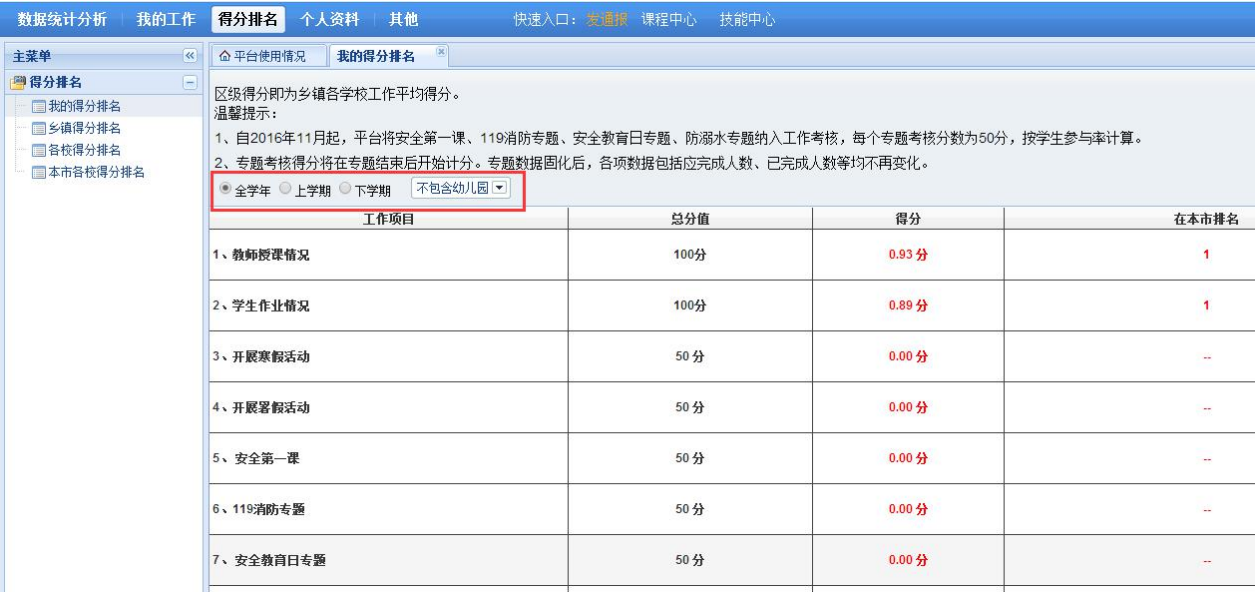 数据统计分析 我的工作 得分排名 个人资料 其他 快速入口: 发通报 课程中心 技能中心
主菜单
得分排名
我的得分排名
乡镇得分排名
各校得分排名
本市各校得分排名
平台使用情况 我的得分排名
区级得分即为乡镇各学校工作平均得分。
温馨提示:
1、自2016年11月起，平台将安全第一课、119消防专题、安全教育日专题、防溺水专题纳入工作考核，每个专题考核分数为50分，按学生参与率计算。
2、专题考核得分将在专题结束后开始计分。专题数据固化后，各项数据包括应完成人数、已完成人数等均不再变化。
全学年 上学期 下学期 不包含幼儿园
工作项目 总分值 得分 在本市排名
1、教师授课情况 100分 0.93 分 1
2、学生作业情况 100分 0.89 分 1
3、开展寒假活动 50 分 0.00 分 --
4、开展署假活动 50 分 0.00 分 --
5、安全第一课 50 分 0.00 分 --
6、119消防专题 50 分 0.00 分 --
7、安全教育日专题 50 分 0.00 分 --